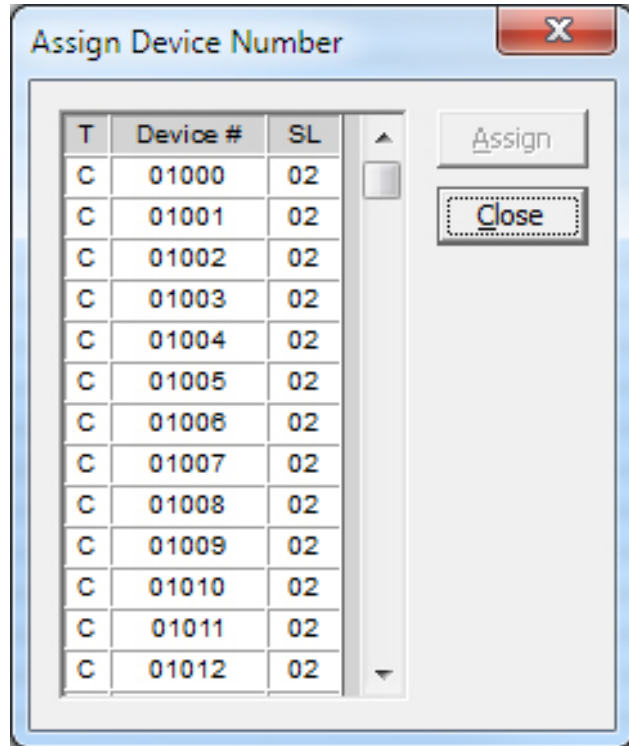 Assign Device Number
T Device # SL
C 01000 02
C 01001 02
C 01002 02
C 01003 02
C 01004 02
C 01005 02
C 01006 02
C 01007 02
C 01008 02
C 01009 02
C 01010 02
C 01011 02
C 01012 02
Assign
Close